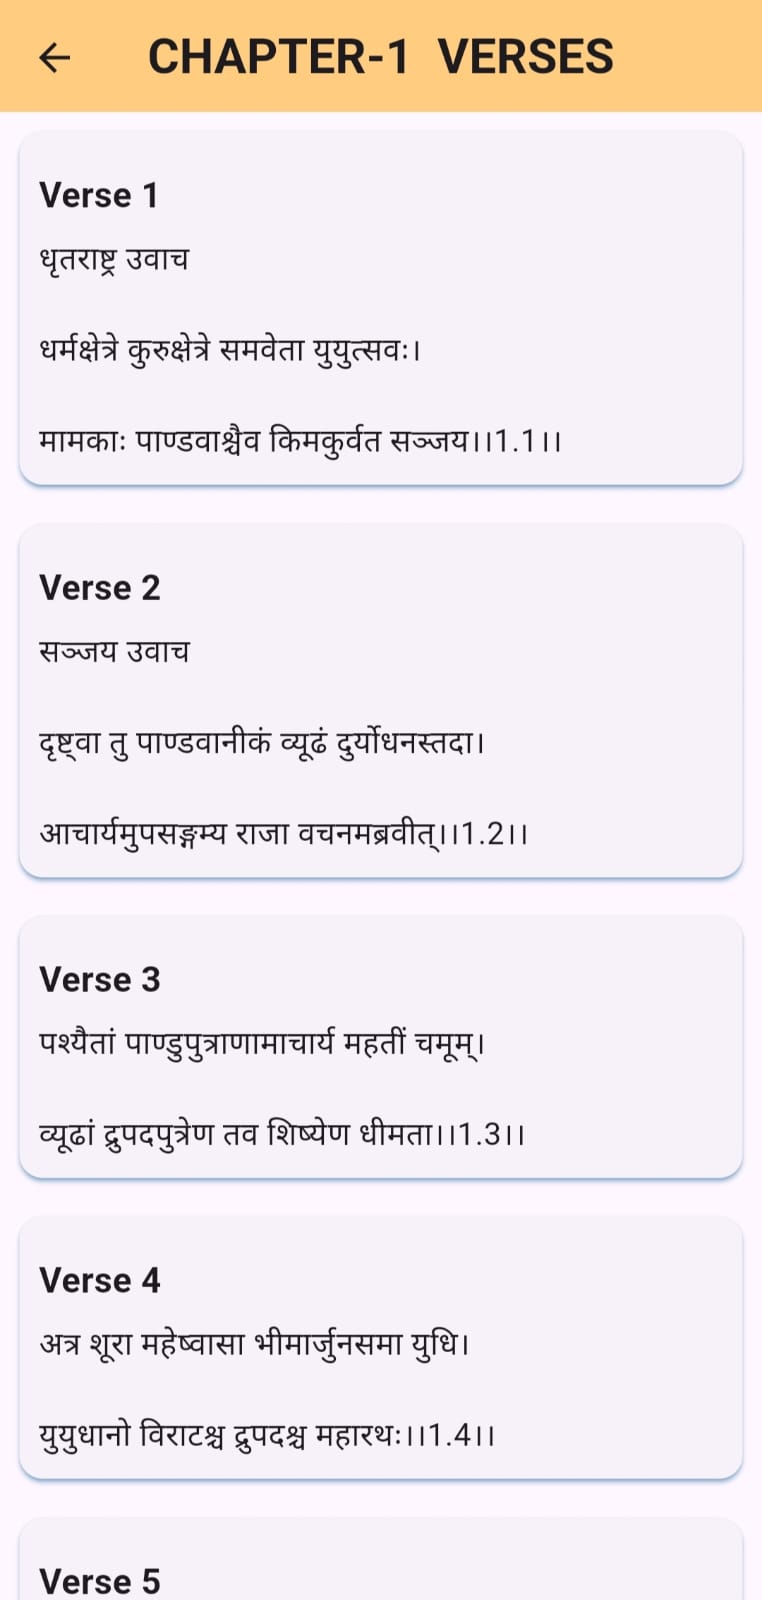 CHAPTER-1 VERSES
Verse 1
धृतराष्ट्र उवाच
धर्मक्षेत्रे कुरुक्षेत्रे समवेता युयुत्सवः।
मामकाः पाण्डवाश्चैव किमकुर्वत सञ्जय।।1.1।।
Verse 2
सञ्जय उवाच
दृष्ट्वा तु पाण्डवानीकं व्यूढं दुर्योधनस्तदा।
आचार्यमुपसङ्गम्य राजा वचनमब्रवीत्।।1.2।।
Verse 3
पश्यैतां पाण्डुपुत्राणामाचार्य महतीं चमूम्।
व्यूढां द्रुपदपुत्रेण तव शिष्येण धीमता।।1.3।।
Verse 4
अत्र शूरा महेष्वासा भीमार्जुनसमा युधि।
युयुधानो विराटश्च द्रुपदश्च महारथः।।1.4।।
Verse 5